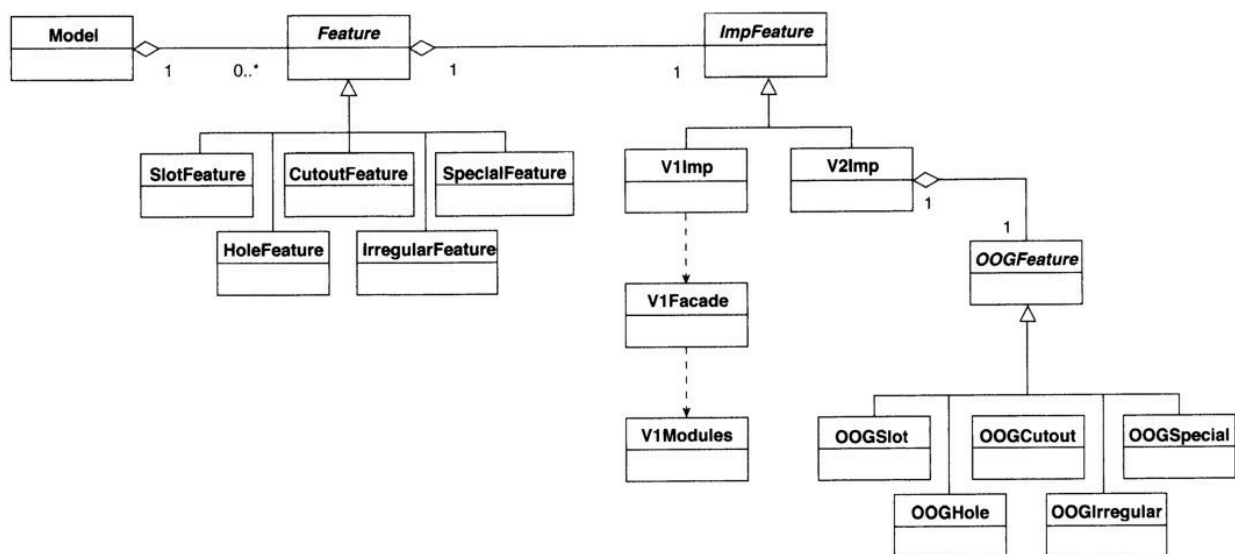 Model
Feature
ImpFeature
1
0..*
1
1
SlotFeature
CutoutFeature
SpecialFeature
V1Imp
V2Imp
1
1
HoleFeature
IrregularFeature
OOGFeature
V1Facade
V1Modules
OOGSlot
OOGCutout
OOGSpecial
OOGHole
OOGIrregular